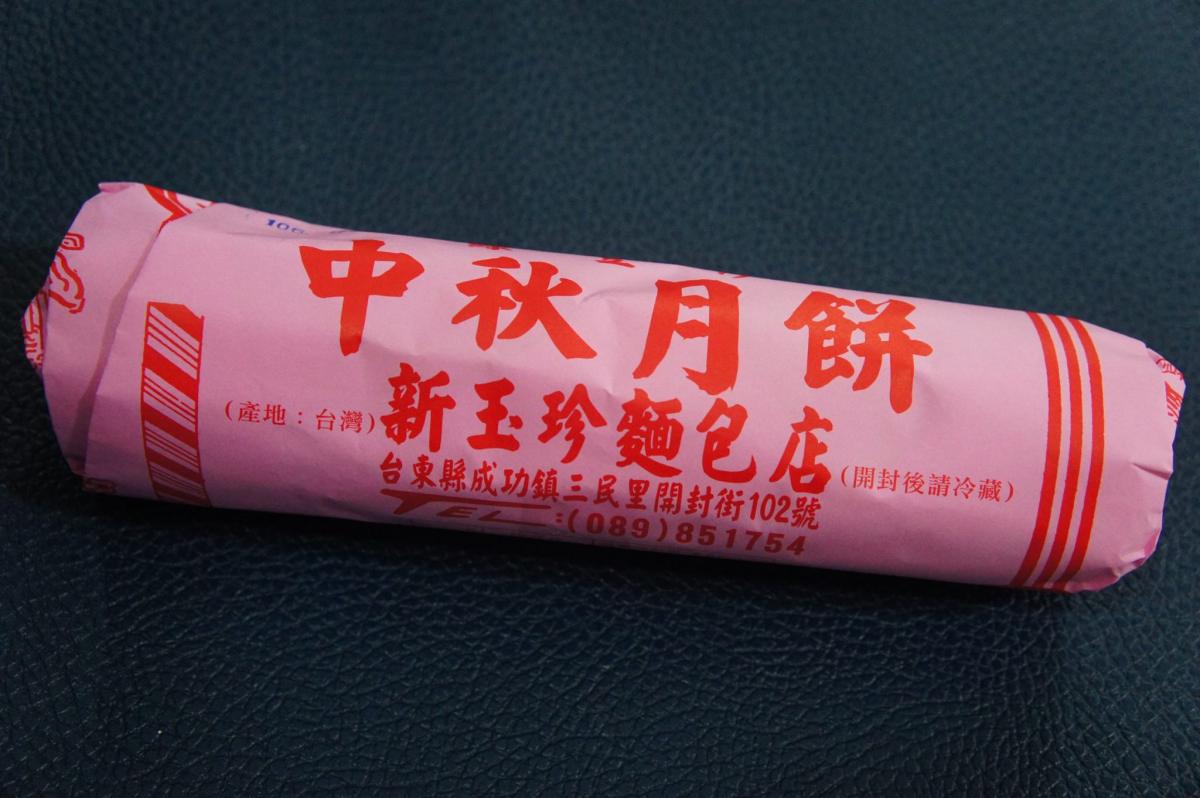 中秋月餅
(產地：台灣)
新玉珍麵包店
(開封後請冷藏)
台東縣成功鎮三民里開封街102號
TEL:(089)851754